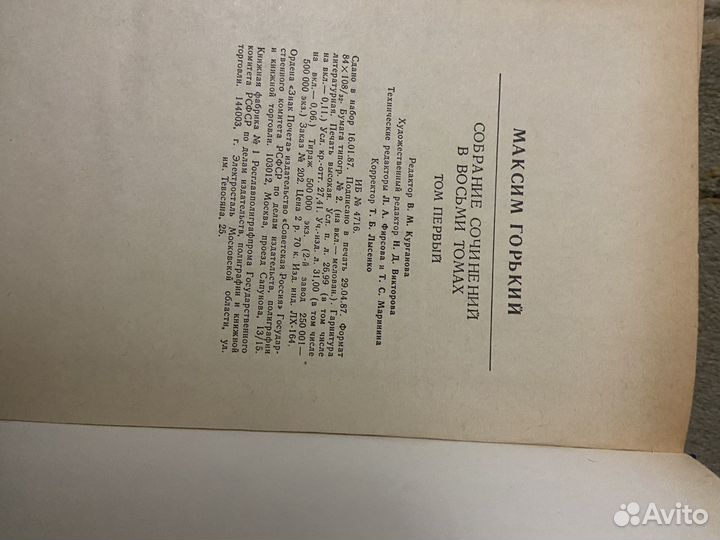 МАКСИМ ГОРЬКИЙ
СОБРАНИЕ СОЧИНЕНИЙ
В ВОСЬМИ ТОМАХ
ТОМ ПЕРВЫЙ
Редактор В. М. Курганова
Художественный редактор Н. Д. Викторова
Технические редакторы Л. А. Фирсова и Т. С. Маринина
Корректор Т. Б. Лысенко
ИБ № 4716.
Сдано в набор 16.01.87. Подписано в печать 29.04.87. Формат
84×108/32. Бумага типогр. № 2. (на вкл.— мелован.). Гарнитура
литературная. Печать высокая. Усл. п. л. 26,99 (в том числе
на вкл.— 0,11.) Усл. кр.-отт. 27,41. Уч.-изд. л. 31,00 (в том числе
на вкл.— 0,06.) Тираж 500 000 экз. (2-й завод 250 001—
500 000 экз.) Заказ № 202. Цена 2 р. 70 к. Изд. инд. ЛХ-164.
Ордена «Знак Почета» издательство «Советская Россия» Государ-
ственного комитета РСФСР по делам издательств, полиграфии
и книжной торговли. 103012, Москва, проезд Сапунова, 13/15.
Книжная фабрика № 1 Росглавполиграфпрома Государственного
комитета РСФСР по делам издательств, полиграфии и книжной
торговли. 144003, г. Электросталь Московской области, ул.
им. Тевосяна, 25.
Avito